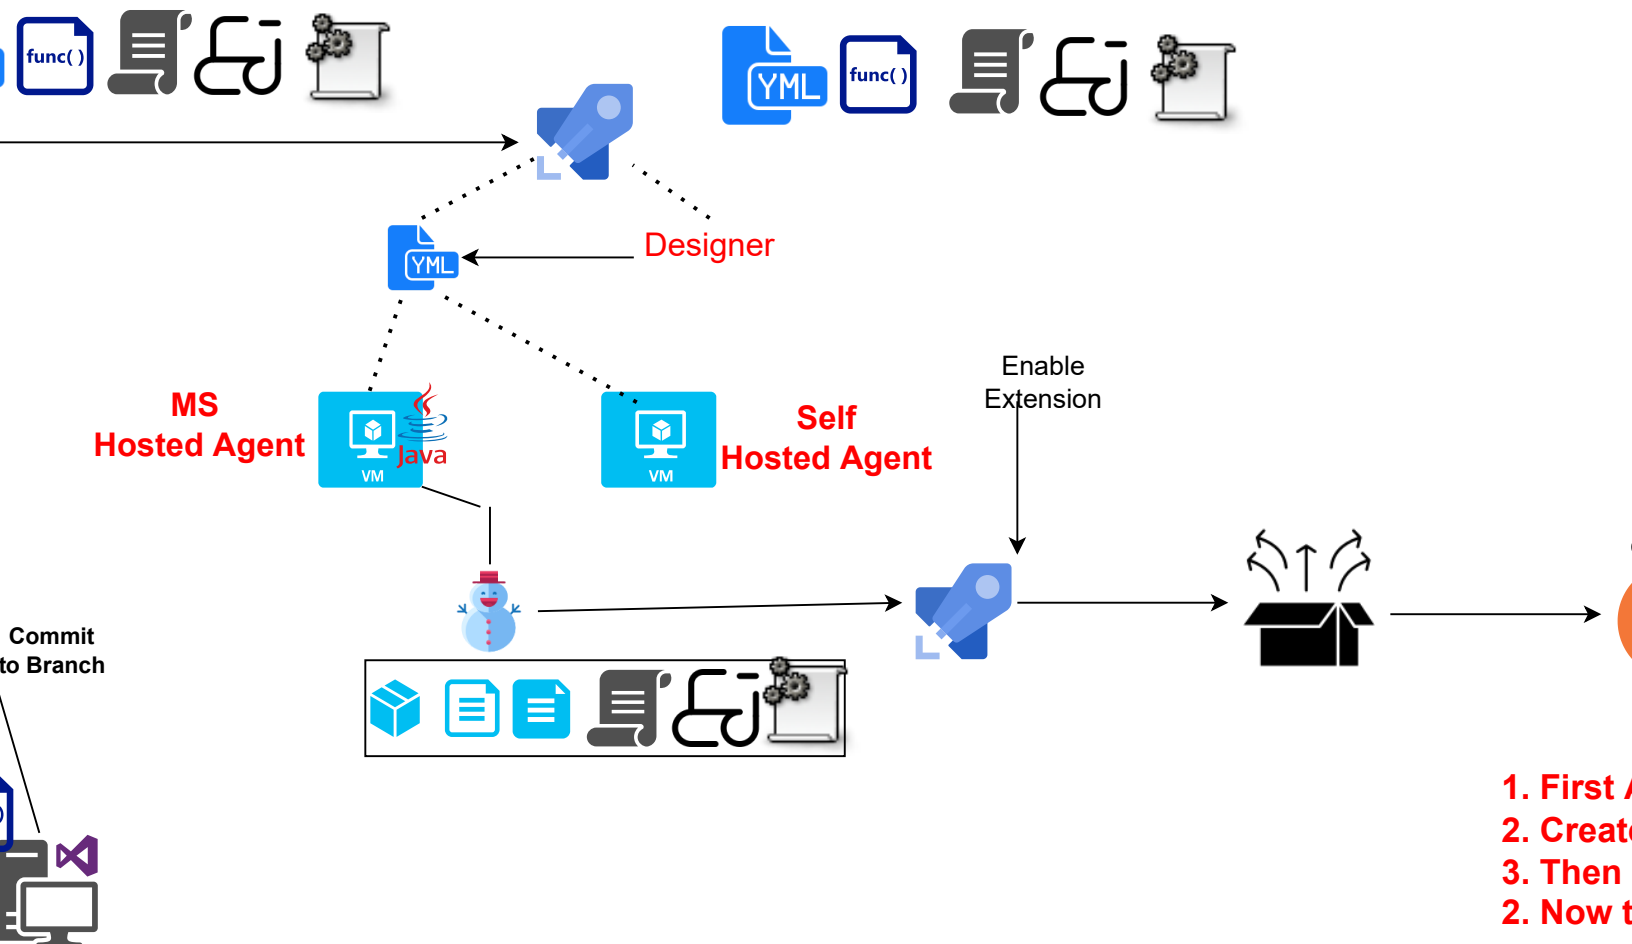 func( )
YML
func( )
Designer
YML
Enable
Extension
MS
Hosted Agent
Java
VM
VM
Self
Hosted Agent
Commit
to Branch
1. First
2. Create
3. Then
2. Now